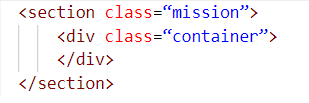 <section class=“mission”>
<div class=“container”>
</div>
</section>